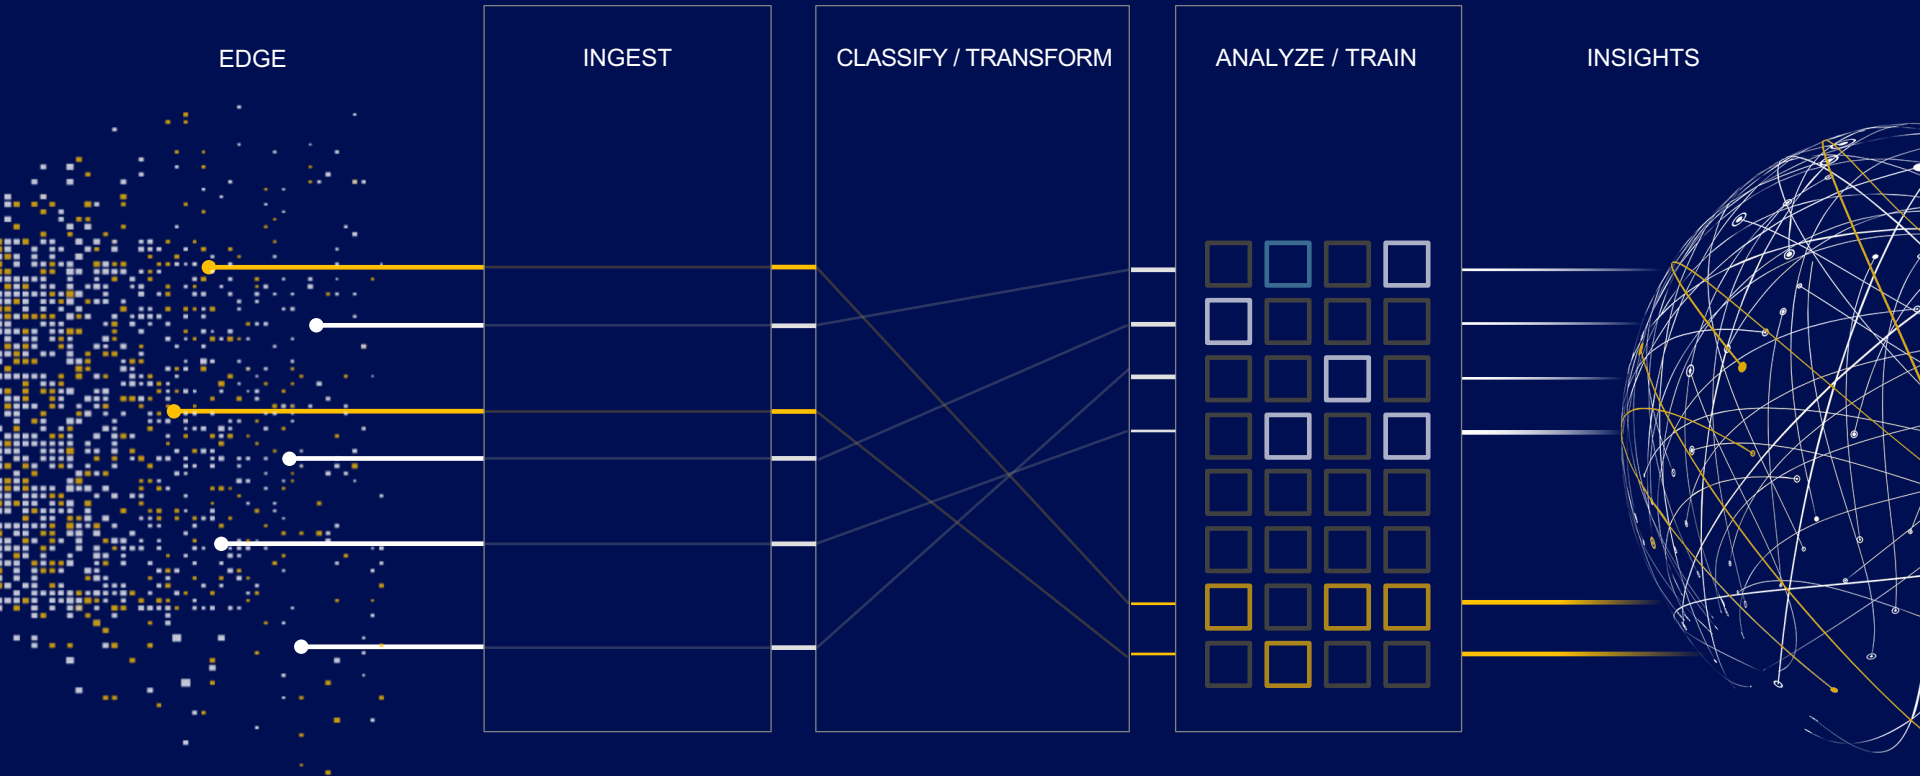 EDGE
INGEST
CLASSIFY / TRANSFORM
ANALYZE / TRAIN
INSIGHTS